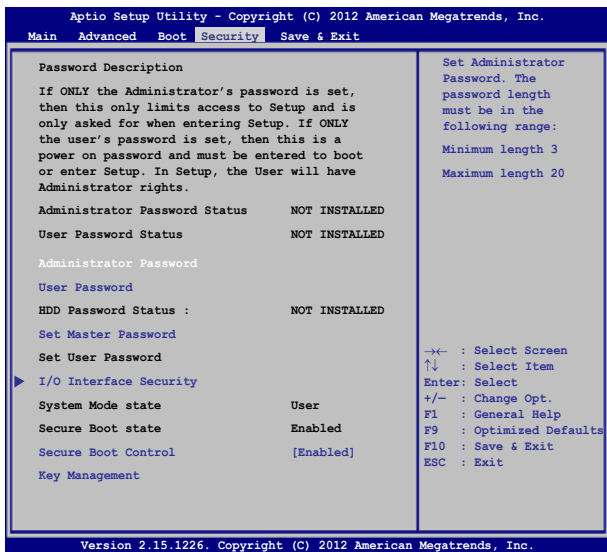 Aptio Setup Utility - Copyright (C) 2012 American Megatrends, Inc.
Main Advanced Boot Security Save & Exit
Password Description
If ONLY the Administrator's password is set,
then this only limits access to Setup and is
only asked for when entering Setup. If ONLY
the user's password is set, then this is a
power on password and must be entered to boot
or enter Setup. In Setup, the User will have
Administrator rights.
Administrator Password Status NOT INSTALLED
User Password Status NOT INSTALLED
Administrator Password
User Password
HDD Password Status : NOT INSTALLED
Set Master Password
Set User Password
I/O Interface Security
System Mode state User
Secure Boot state Enabled
Secure Boot Control [Enabled]
Key Management
Set Administrator
Password. The
password length
must be in the
following range:
Minimum length 3
Maximum length 20
→← : Select Screen
↑↓ : Select Item
Enter: Select
+/— : Change Opt.
F1 : General Help
F9 : Optimized Defaults
F10 : Save & Exit
ESC : Exit
Version 2.15.1226. Copyright (C) 2012 American Megatrends, Inc.